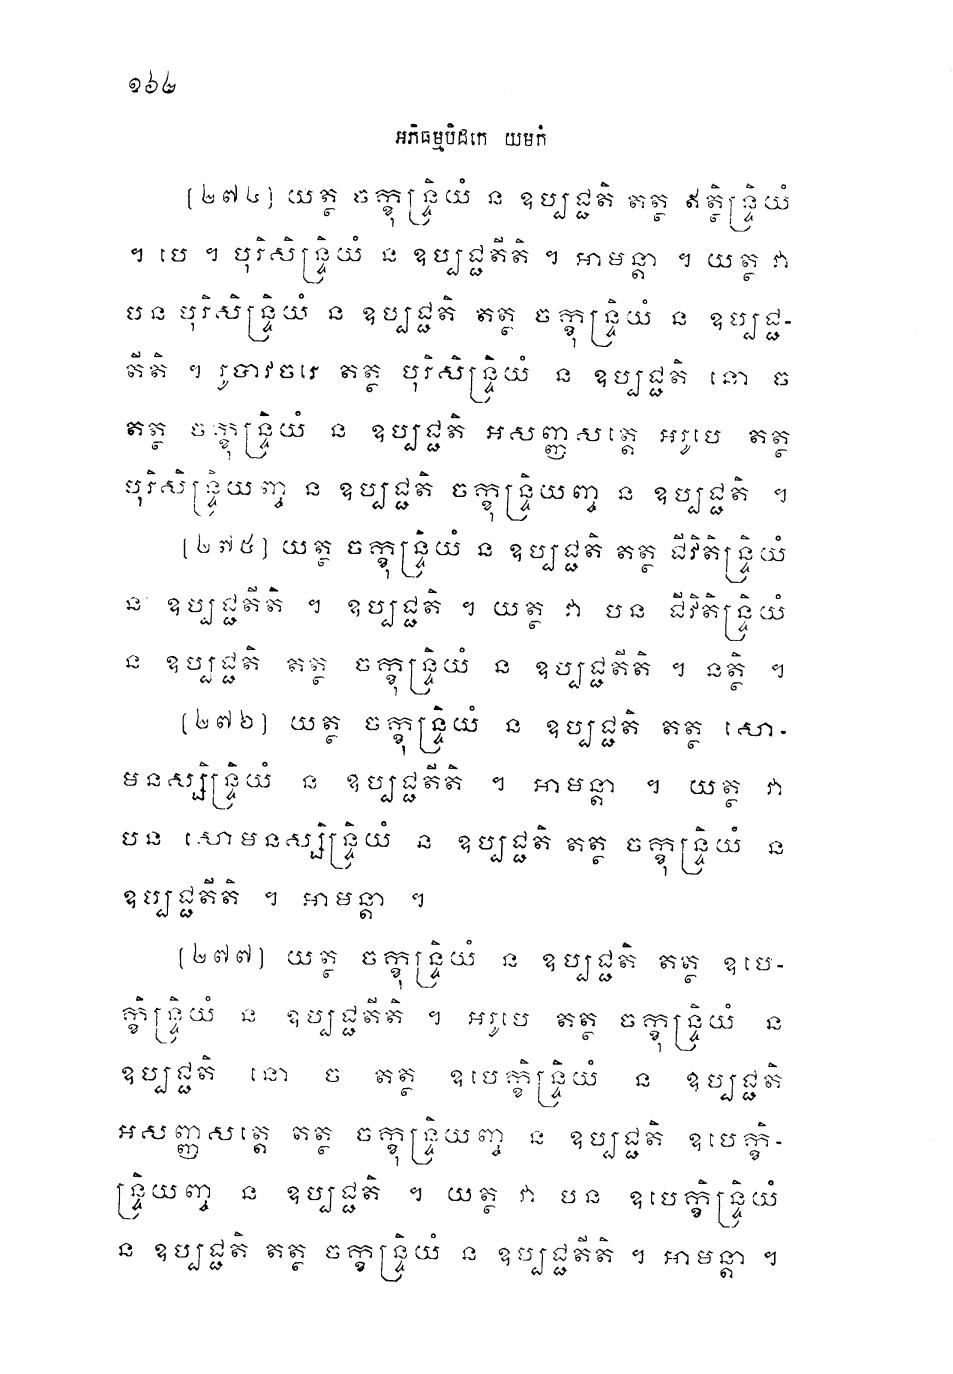 ១៦៤
អភិធម្មបិដកេ យមកំ
[២៧៤] យត្ថ ចក្ខុន្ទ្រិយំ ន ឧប្បជ្ជតិ តត្ថ ឥត្ថិន្ទ្រិយំ
។ បេ ។ បុរិសិន្ទ្រិយំ ន ឧប្បជ្ជតីតិ ។ អាមន្តា ។ យត្ថ វា
បន បុរិសិន្ទ្រិយំ ន ឧប្បជ្ជតិ តត្ថ ចក្ខុន្ទ្រិយំ ន ឧប្បជ្ជ-
តីតិ ។ រូបាវចរេ តត្ថ បុរិសិន្ទ្រិយំ ន ឧប្បជ្ជតិ នោ ច
តត្ថ ចក្ខុន្ទ្រិយំ ន ឧប្បជ្ជតិ អសញ្ញសត្តេ អរូបេ តត្ថ
បុរិសិន្ទ្រិយញ្ច ន ឧប្បជ្ជតិ ចក្ខុន្ទ្រិយញ្ច ន ឧប្បជ្ជតិ ។
[២៧៥] យត្ថ ចក្ខុន្ទ្រិយំ ន ឧប្បជ្ជតិ តត្ថ ជីវិតិន្ទ្រិយំ
ន ឧប្បជ្ជតីតិ ។ ឧប្បជ្ជតិ ។ យត្ថ វា បន ជីវិតិន្ទ្រិយំ
ន ឧប្បជ្ជតិ តត្ថ ចក្ខុន្ទ្រិយំ ន ឧប្បជ្ជតីតិ ។ នត្ថិ ។
[២៧៦] យត្ថ ចក្ខុន្ទ្រិយំ ន ឧប្បជ្ជតិ តត្ថ សោ-
មនស្សិន្ទ្រិយំ ន ឧប្បជ្ជតីតិ ។ អាមន្តា ។ យត្ថ វា
បន សោមនស្សិន្ទ្រិយំ ន ឧប្បជ្ជតិ តត្ថ ចក្ខុន្ទ្រិយំ ន
ឧប្បជ្ជតីតិ ។ អាមន្តា ។
[២៧៧] យត្ថ ចក្ខុន្ទ្រិយំ ន ឧប្បជ្ជតិ តត្ថ ឧបេ-
ក្ខិន្ទ្រិយំ ន ឧប្បជ្ជតីតិ ។ អរូបេ តត្ថ ចក្ខុន្ទ្រិយំ ន
ឧប្បជ្ជតិ នោ ច តត្ថ ឧបេក្ខិន្ទ្រិយំ ន ឧប្បជ្ជតិ
អសញ្ញសត្តេ តត្ថ ចក្ខុន្ទ្រិយញ្ច ន ឧប្បជ្ជតិ ឧបេក្ខិ-
ន្ទ្រិយញ្ច ន ឧប្បជ្ជតិ ។ យត្ថ វា បន ឧបេក្ខិន្ទ្រិយំ
ន ឧប្បជ្ជតិ តត្ថ ចក្ខុន្ទ្រិយំ ន ឧប្បជ្ជតីតិ ។ អាមន្តា ។